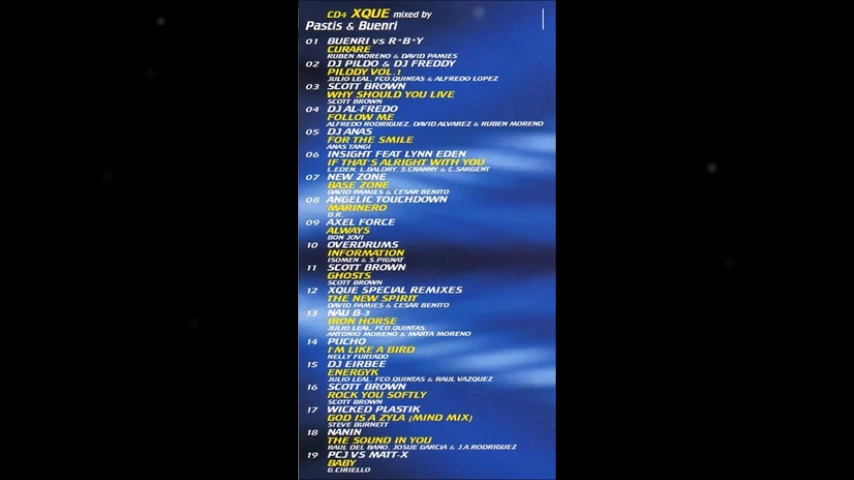 CD4 XQUE mixed by
Pastis & Buenri
01 BUENRI VS R*B*Y
CURARE
RUBEN MORENO & DAVID PAMIES
02 DJ PILDO & DJ FREDDY
PILDDY VOL.1
JULIO LEAL, FCO.QUINTAS & ALFREDO LOPEZ
03 SCOTT BROWN
WHY SHOULD YOU LIVE
SCOTT BROWN
04 DJ AL-FREDO
FOLLOW ME
ALFREDO RODRIGUEZ, DAVID ALVAREZ & RUBEN MORENO
05 DJ ANAS
FOR THE SMILE
ANAS TANGI
06 INSIGHT FEAT LYNN EDEN
IF THAT'S ALRIGHT WITH YOU
L.EDEN, L.BALDRY, S.CRANNY & C.SARGENT
07 NEW ZONE
BASE ZONE
DAVID PAMIES & CESAR BENITO
08 ANGELIC TOUCHDOWN
MARINERO
D.R.
09 AXEL FORCE
ALWAYS
BON JOVI
10 OVERDRUMS
INFORMATION
ISOMEN & S.PIGNAT
11 SCOTT BROWN
GHOSTS
SCOTT BROWN
12 XQUE SPECIAL REMIXES
THE NEW SPIRIT
DAVID PAMIES & CESAR BENITO
13 NAU B-3
IRON HORSE
JULIO LEAL, FCO.QUINTAS,
ANTONIO MORENO & MARTA MORENO
14 PUCHO
I'M LIKE A BIRD
NELLY FURTADO
15 DJ EIRBEE
ENERGYK
JULIO LEAL, FCO.QUINTAS & RAUL VAZQUEZ
16 SCOTT BROWN
ROCK YOU SOFTLY
SCOTT BROWN
17 WICKED PLASTIK
GOD IS A ZYLA (MIND MIX)
STEVE BURNETT
18 NANIN
THE SOUND IN YOU
RAUL DEL BAÑO, JOSUE GARCIA & J.A.RODRIGUEZ
19 PCJ VS MATT-X
BABY
G.CIRIELLO